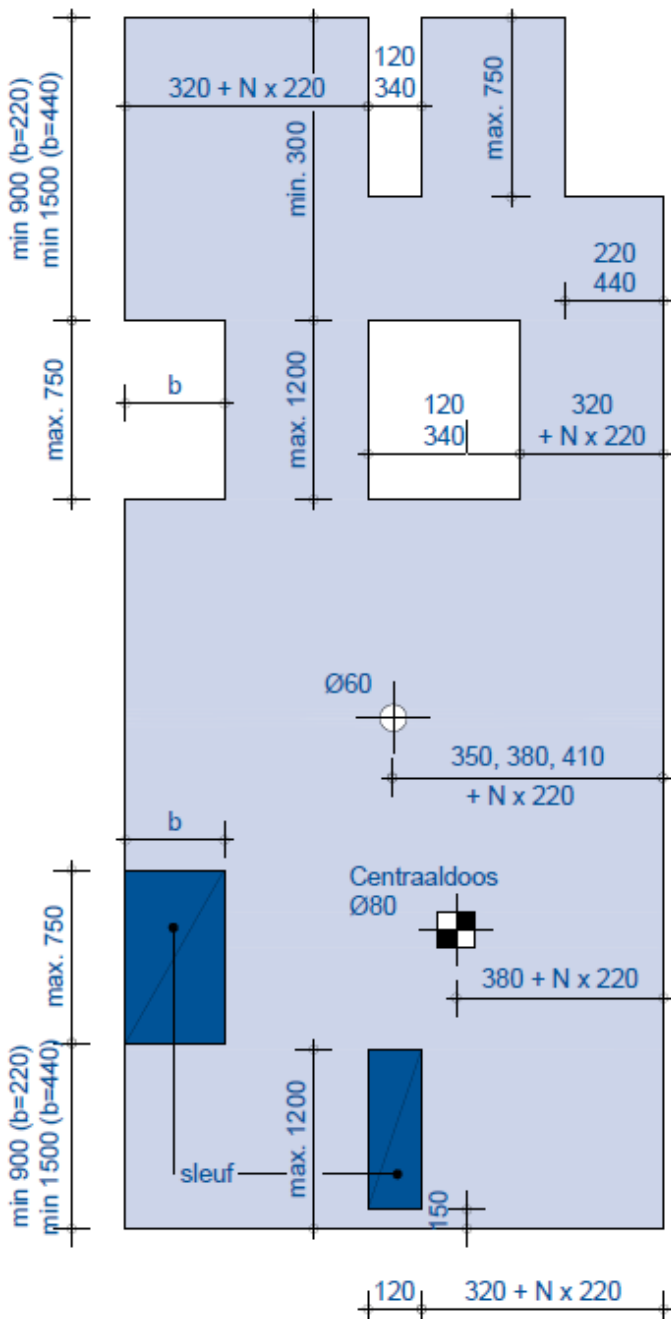 120
320 + N x 220
340
max. 750
min 900 (b=220)
min 1500 (b=440)
min. 300
220
440
max. 750
b
max. 1200
120
340
320
+ N x 220
Ø60
350, 380, 410
+ N x 220
b
Centraaldoos
Ø80
max. 750
380 + N x 220
min 900 (b=220)
min 1500 (b=440)
max. 1200
sleuf
150
120
320 + N x 220